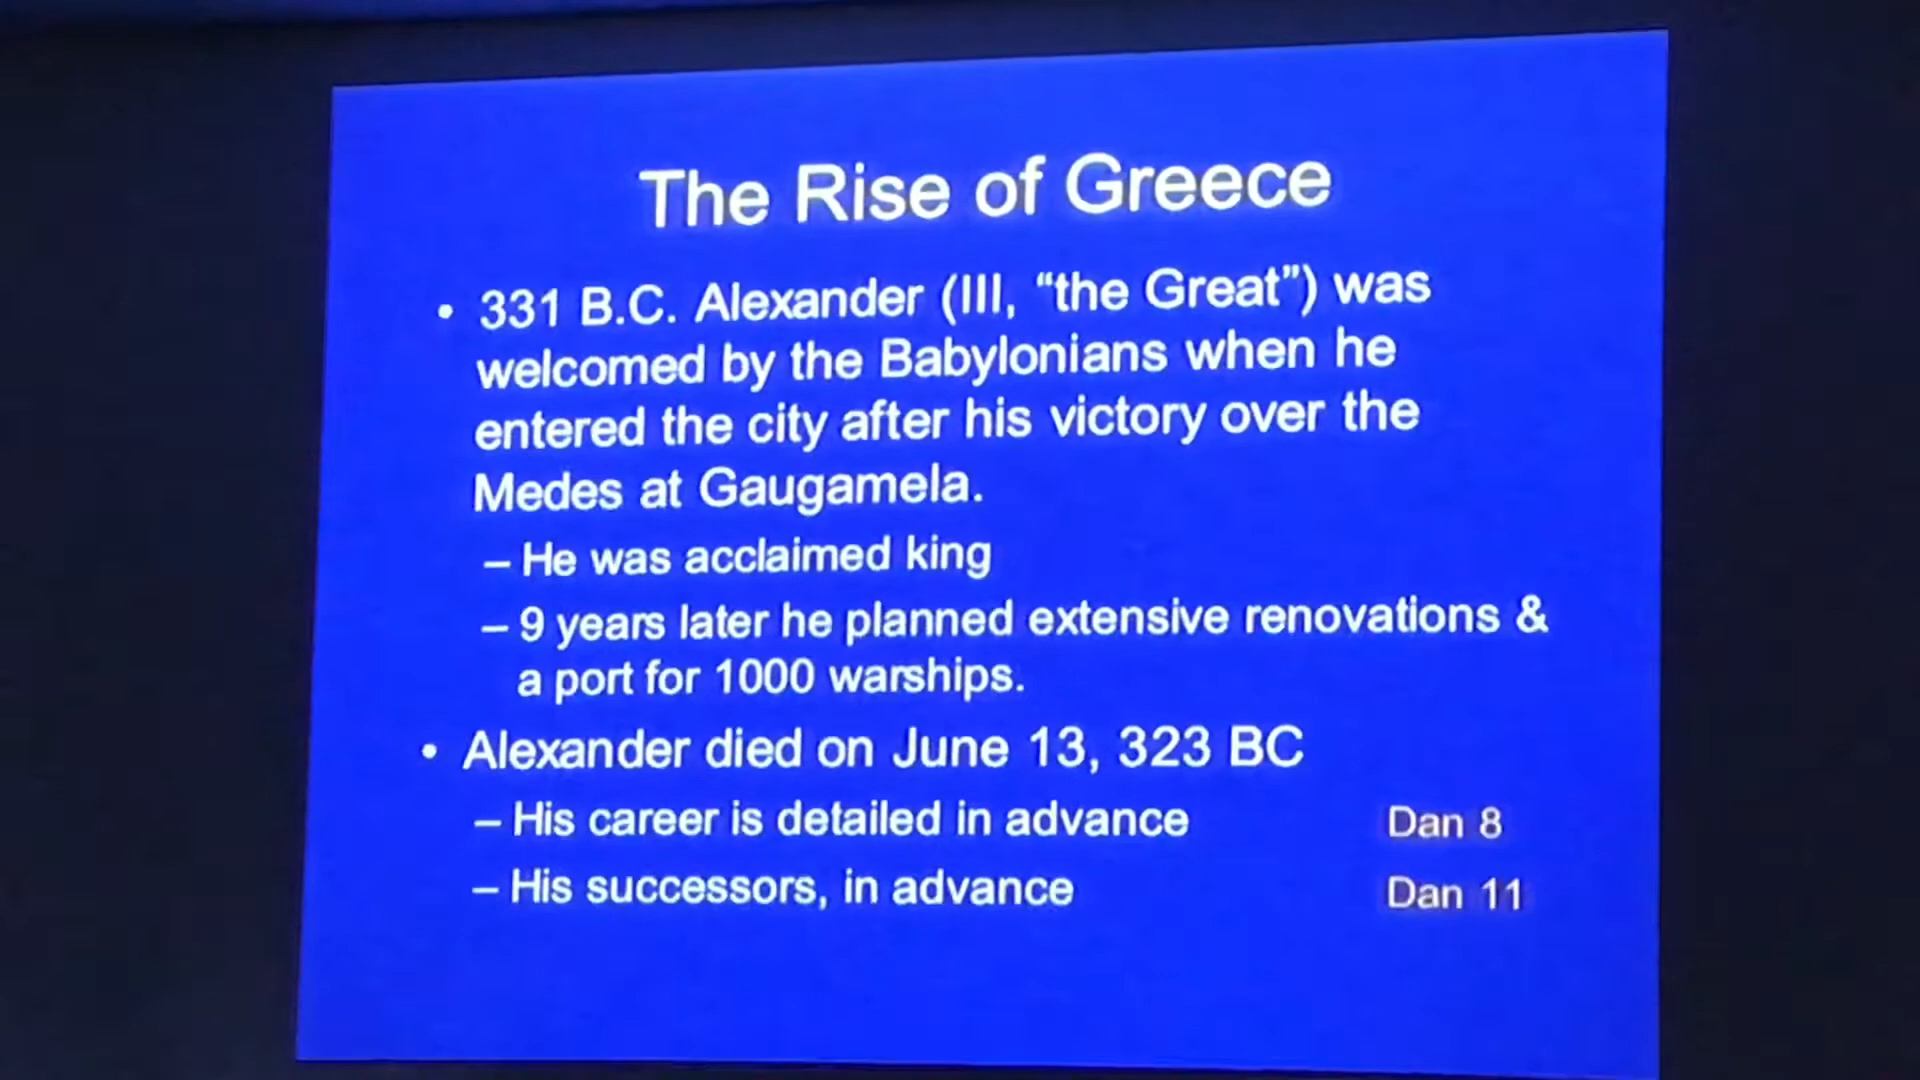 The Rise of Greece
• 331 B.C. Alexander (III, “the Great”) was
welcomed by the Babylonians when he
entered the city after his victory over the
Medes at Gaugamela.
– He was acclaimed king
– 9 years later he planned extensive renovations &
a port for 1000 warships.
• Alexander died on June 13, 323 BC
– His career is detailed in advance Dan 8
– His successors, in advance Dan 11